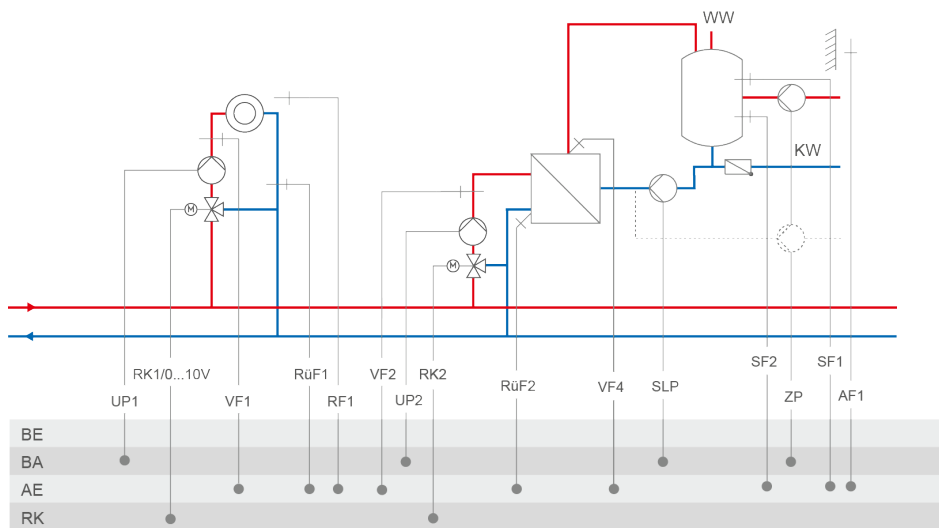 WW
KW
M
M
RK1/0...10V
RüF1
VF2
RK2
RüF2
VF4
SLP
SF2
SF1
UP1
VF1
RF1
UP2
ZP
AF1
BE
BA
AE
RK